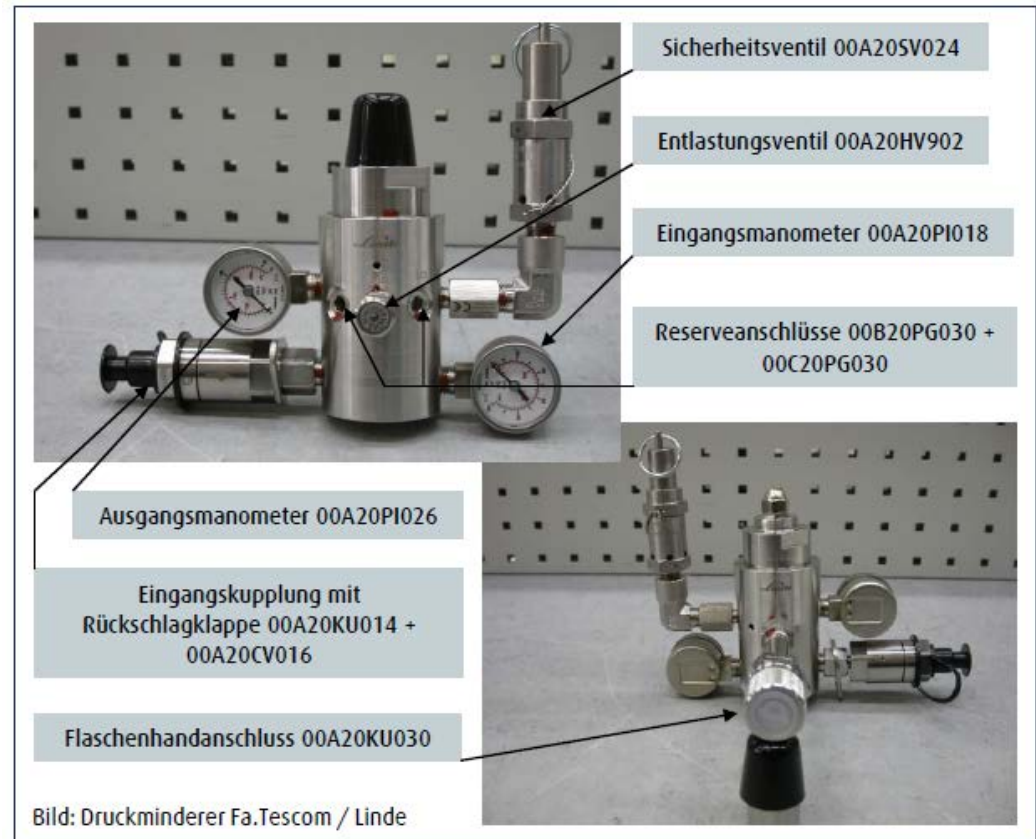 Sicherheitsventil 00A20SV024
Entlastungsventil 00A20HV902
Eingangsmanometer 00A20PI018
Reserveanschlüsse 00B20PG030 +
00C20PG030
Ausgangsmanometer 00A20PI026
Eingangskupplung mit
Rückschlagklappe 00A20KU014 +
00A20CV016
Flaschenhandanschluss 00A20KU030
Bild: Druckminderer Fa.Tescom / Linde